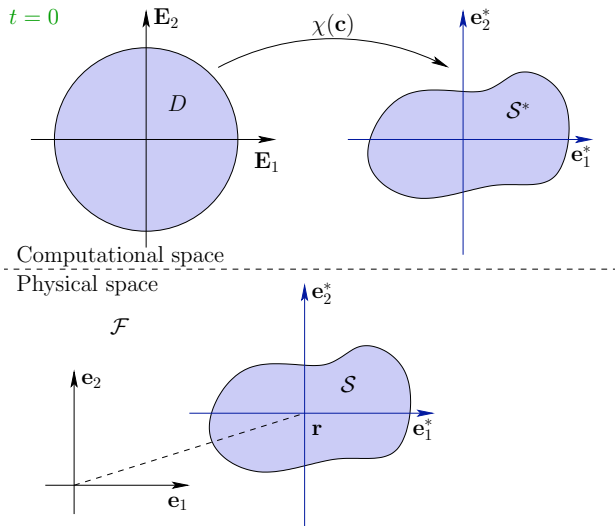 t = 0
E₂
χ(c)
e₂*
D
S*
E₁
e₁*
Computational space
Physical space
e₂*
F
e₂
S
r
e₁*
e₁